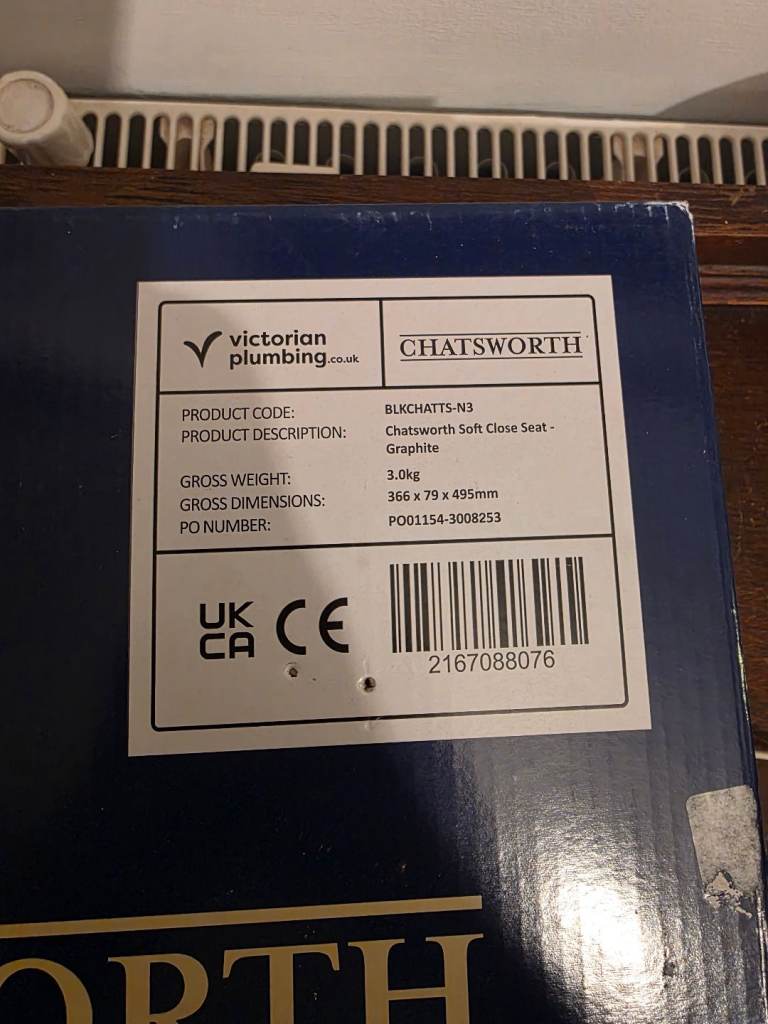 victorian
plumbing.co.uk
CHATSWORTH
PRODUCT CODE: BLKCHATTS-N3
PRODUCT DESCRIPTION: Chatsworth Soft Close Seat -
Graphite
GROSS WEIGHT: 3.0kg
GROSS DIMENSIONS: 366 x 79 x 495mm
PO NUMBER: PO01154-3008253
UK
CA CE
2167088076
ORTH